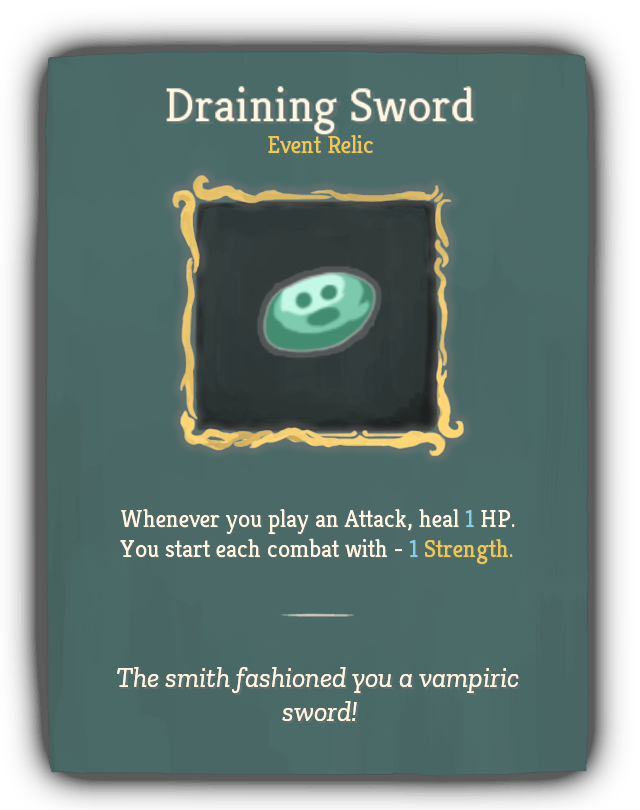 Draining Sword
Event Relic
Whenever you play an Attack, heal 1 HP.
You start each combat with - 1 Strength.
The smith fashioned you a vampiric
sword!